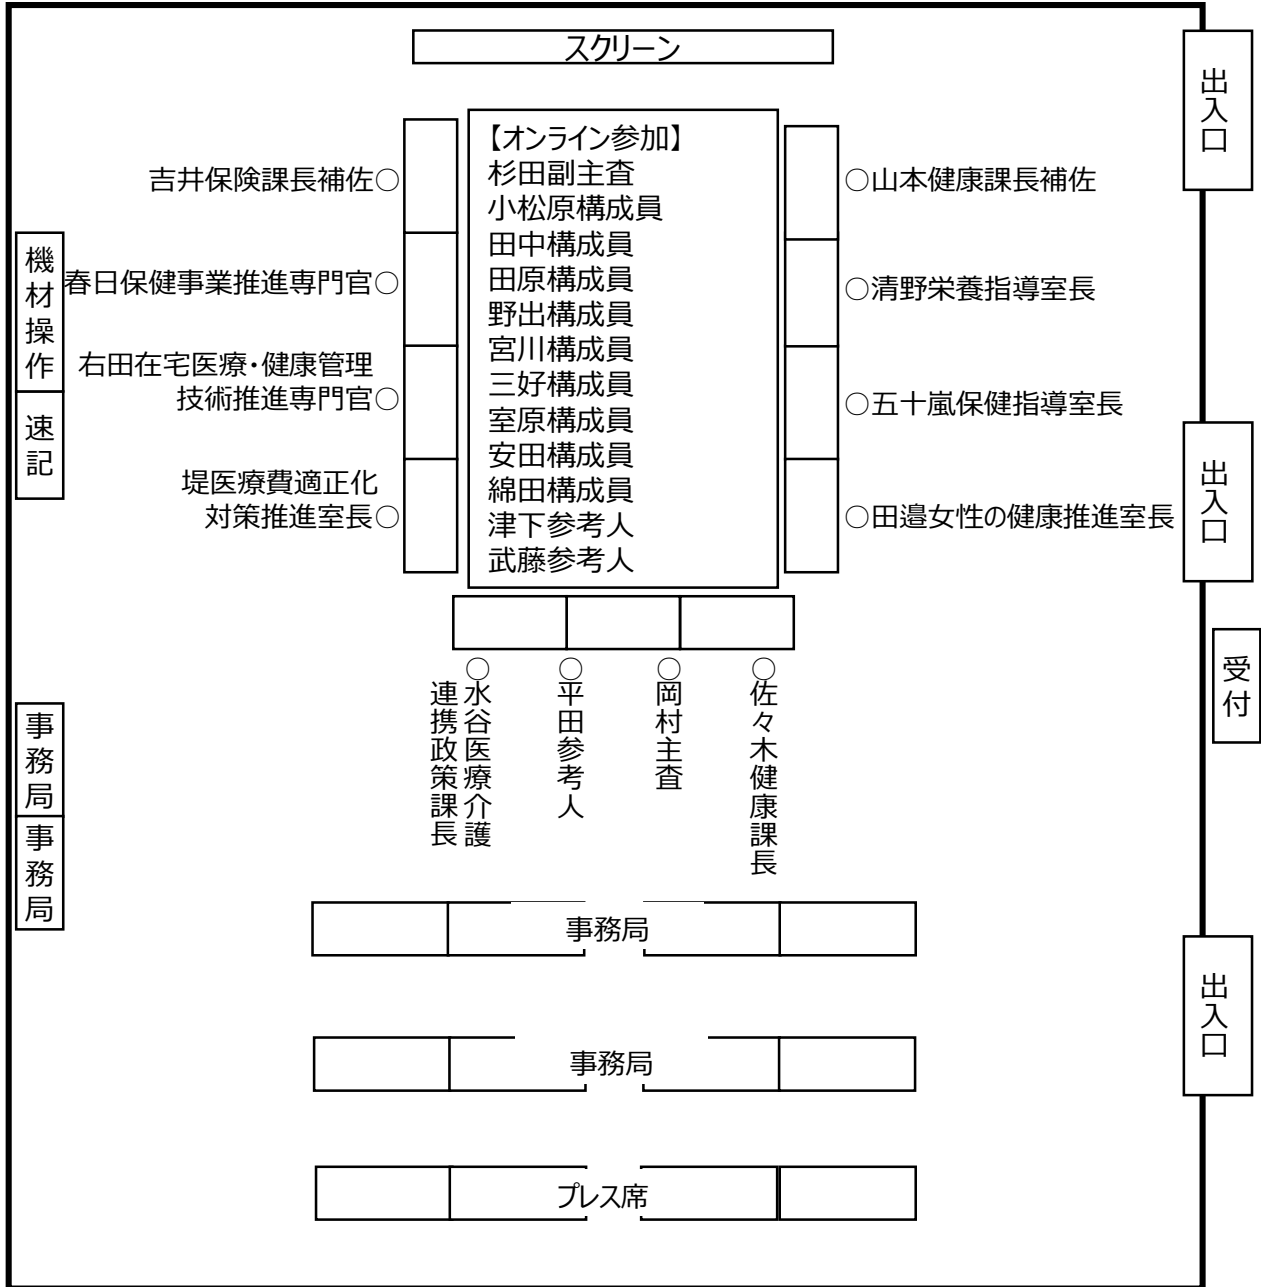 スクリーン
出入口
【オンライン参加】
杉田副主査
小松原構成員
田中構成員
田原構成員
野出構成員
宮川構成員
三好構成員
室原構成員
安田構成員
綿田構成員
津下参考人
武藤参考人
吉井保険課長補佐○
春日保健事業推進専門官○
右田在宅医療・健康管理
技術推進専門官○
堤医療費適正化
対策推進室長○
○山本健康課長補佐
○清野栄養指導室長
○五十嵐保健指導室長
○田邉女性の健康推進室長
機材操作
速記
出入口
受付
○水谷医療介護
連携政策課長
○平田参考人
○岡村主査
○佐々木健康課長
事務局
事務局
事務局
事務局
プレス席
出入口